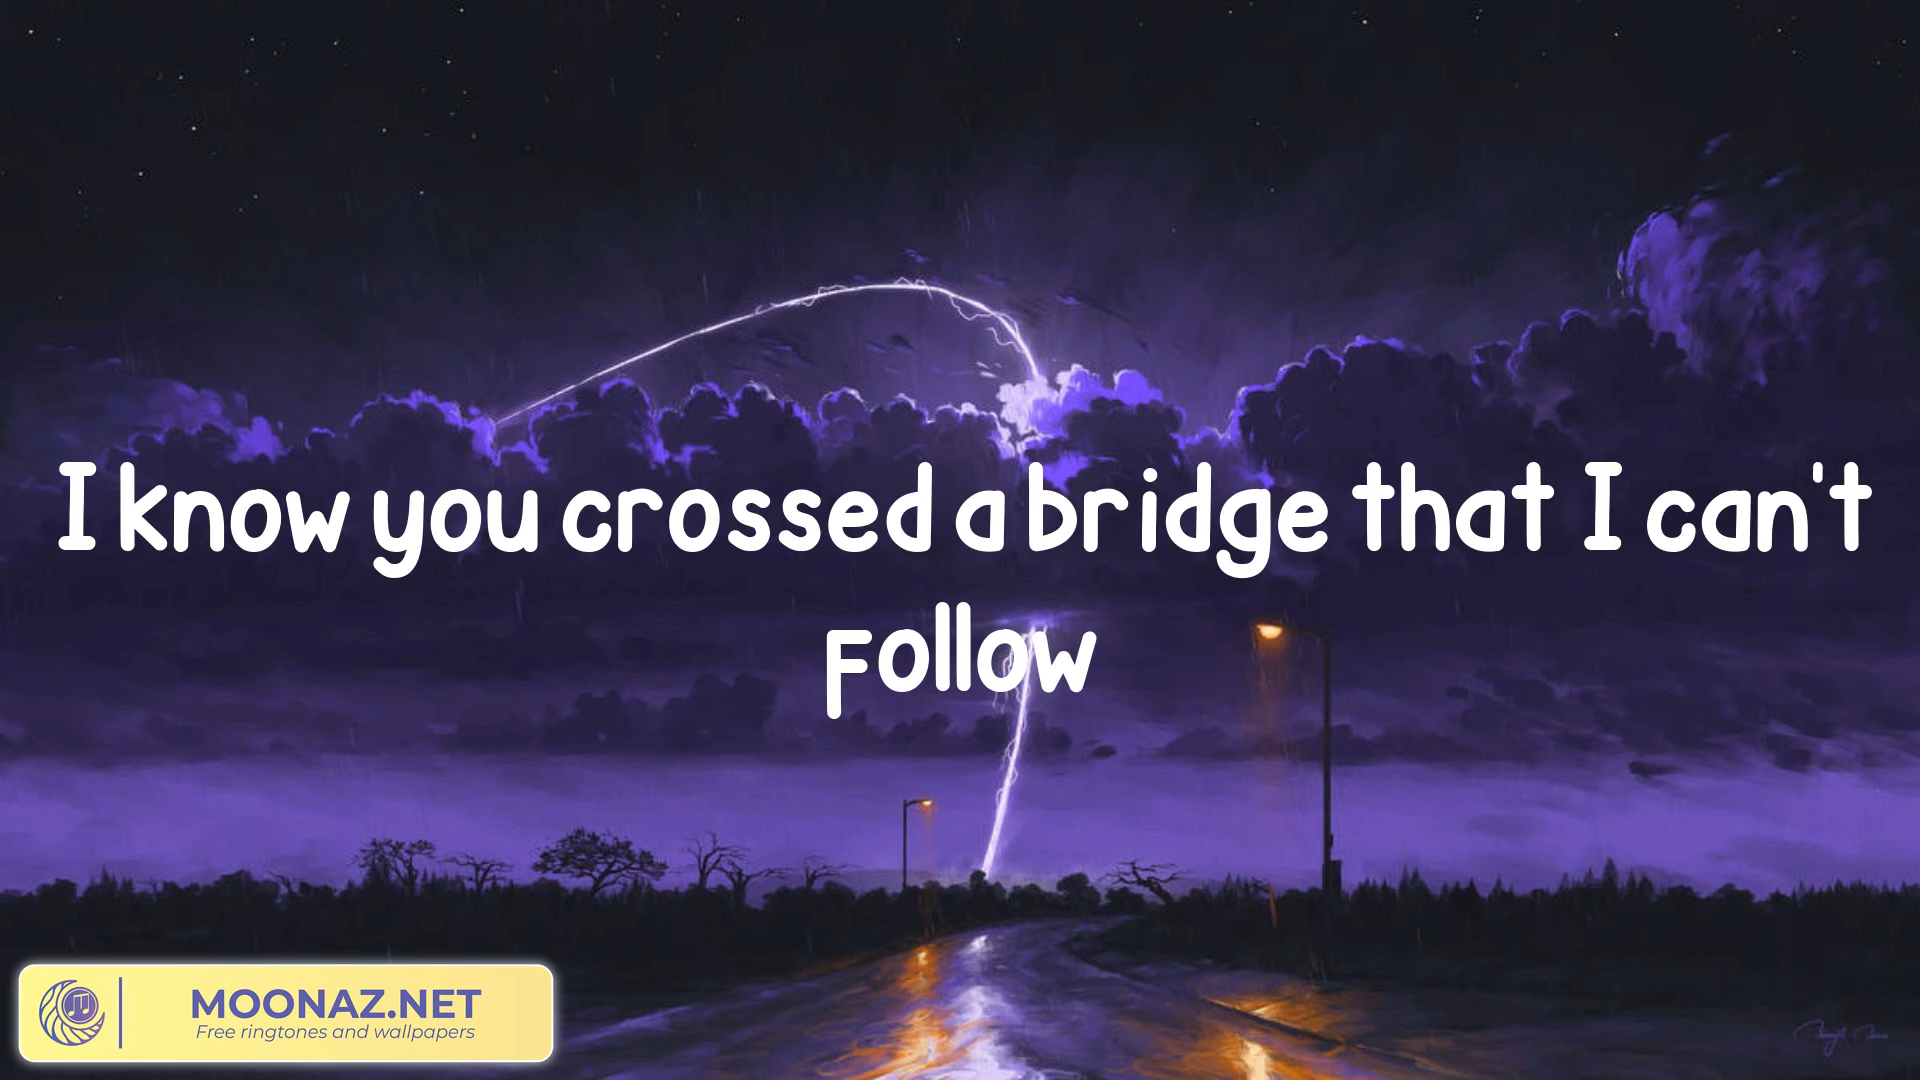 I know you crossed a bridge that I can't
follow
MOONAZ.NET
Free ringtones and wallpapers